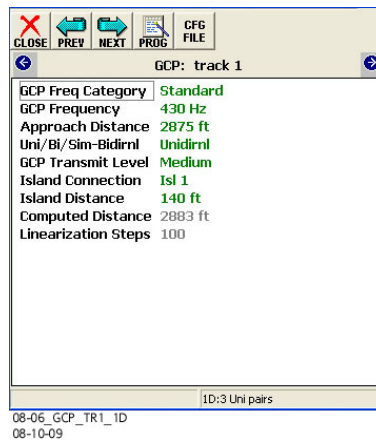 CLOSE PREV NEXT PROG CFG FILE
GCP: track 1
GCP Freq Category Standard
GCP Frequency 430 Hz
Approach Distance 2875 ft
Uni/Bi/Sim-Bidirnl Unidirnl
GCP Transmit Level Medium
Island Connection Isl 1
Island Distance 140 ft
Computed Distance 2883 ft
Linearization Steps 100
1D:3 Uni pairs
08-06_GCP_TR1_1D
08-10-09